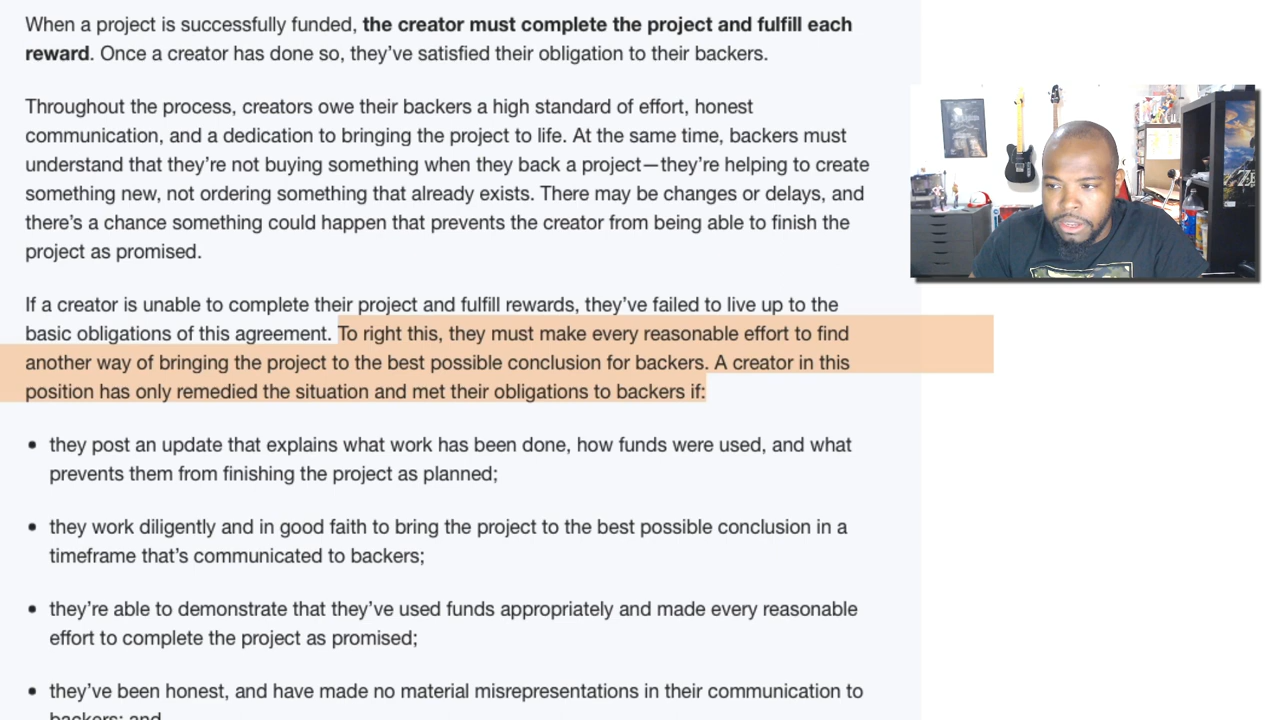 When a project is successfully funded, the creator must complete the project and fulfill each
reward. Once a creator has done so, they've satisfied their obligation to their backers.
Throughout the process, creators owe their backers a high standard of effort, honest
communication, and a dedication to bringing the project to life. At the same time, backers must
understand that they're not buying something when they back a project—they're helping to create
something new, not ordering something that already exists. There may be changes or delays, and
there's a chance something could happen that prevents the creator from being able to finish the
project as promised.
If a creator is unable to complete their project and fulfill rewards, they've failed to live up to the
basic obligations of this agreement. To right this, they must make every reasonable effort to find
another way of bringing the project to the best possible conclusion for backers. A creator in this
position has only remedied the situation and met their obligations to backers if:
• they post an update that explains what work has been done, how funds were used, and what
prevents them from finishing the project as planned;
• they work diligently and in good faith to bring the project to the best possible conclusion in a
timeframe that's communicated to backers;
• they're able to demonstrate that they've used funds appropriately and made every reasonable
effort to complete the project as promised;
• they've been honest, and have made no material misrepresentations in their communication to
backers; and